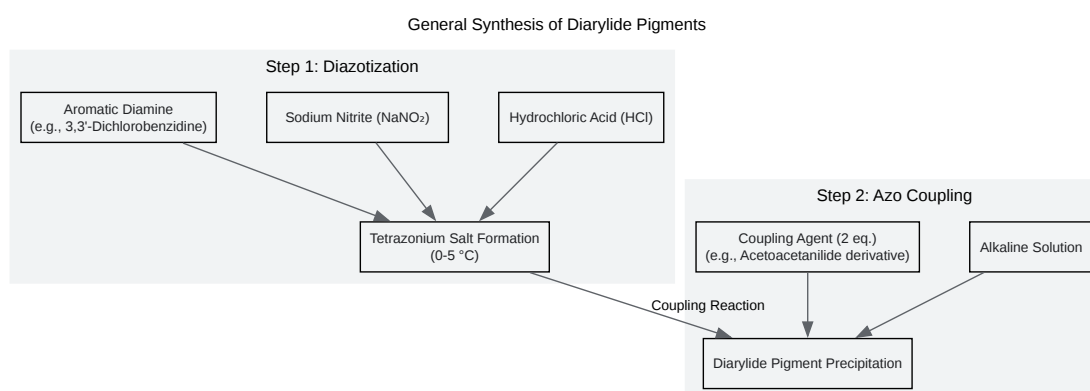 General Synthesis of Diarylide Pigments
Step 1: Diazotization
Aromatic Diamine
(e.g., 3,3'-Dichlorobenzidine)
Sodium Nitrite (NaNO₂)
Hydrochloric Acid (HCl)
Tetrazonium Salt Formation
(0-5 °C)
Step 2: Azo Coupling
Coupling Agent (2 eq.)
(e.g., Acetoacetanilide derivative)
Alkaline Solution
Coupling Reaction
Diarylide Pigment Precipitation